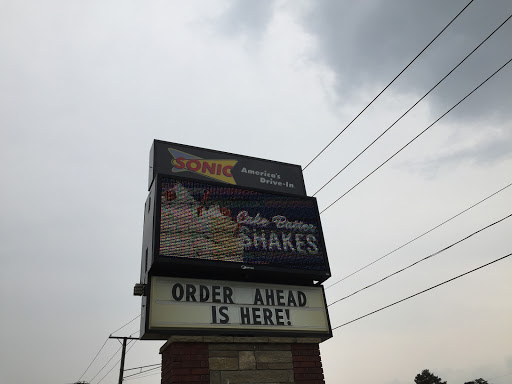 SONIC
America's
Drive-In
Cake Batter
SHAKES
ORDER AHEAD
IS HERE!